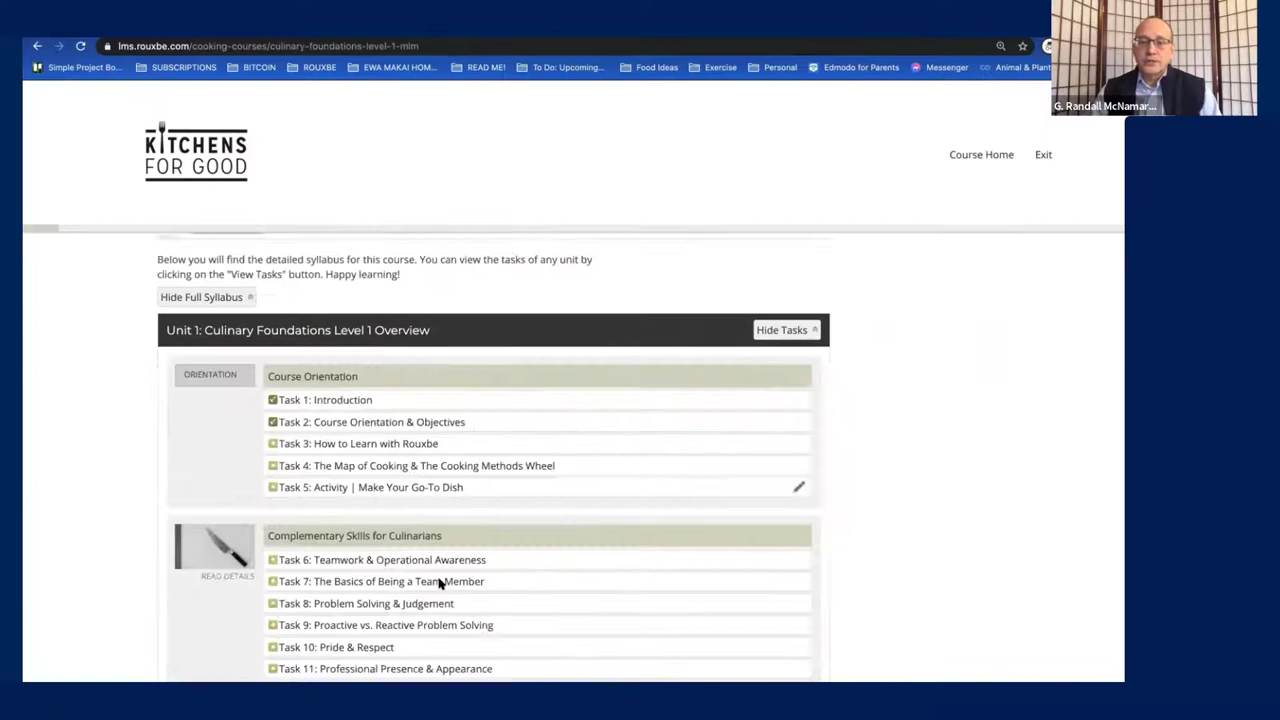 lms.rouxbe.com/cooking-courses/culinary-foundations-level-1-mlm
Simple Project Bo... SUBSCRIPTIONS BITCOIN ROUXBE EWA MAKAI HOM... READ ME! To Do: Upcoming... Food Ideas Exercise Personal Edmodo for Parents Messenger Animal & Plant
G. Randall McNamar...
KITCHENS
FOR GOOD
Course Home Exit
Below you will find the detailed syllabus for this course. You can view the tasks of any unit by
clicking on the "View Tasks" button. Happy learning!
Hide Full Syllabus
Unit 1: Culinary Foundations Level 1 Overview Hide Tasks
ORIENTATION Course Orientation
Task 1: Introduction
Task 2: Course Orientation & Objectives
Task 3: How to Learn with Rouxbe
Task 4: The Map of Cooking & The Cooking Methods Wheel
Task 5: Activity | Make Your Go-To Dish
Complementary Skills for Culinarians
Task 6: Teamwork & Operational Awareness
READ DETAILS
Task 7: The Basics of Being a Team Member
Task 8: Problem Solving & Judgement
Task 9: Proactive vs. Reactive Problem Solving
Task 10: Pride & Respect
Task 11: Professional Presence & Appearance